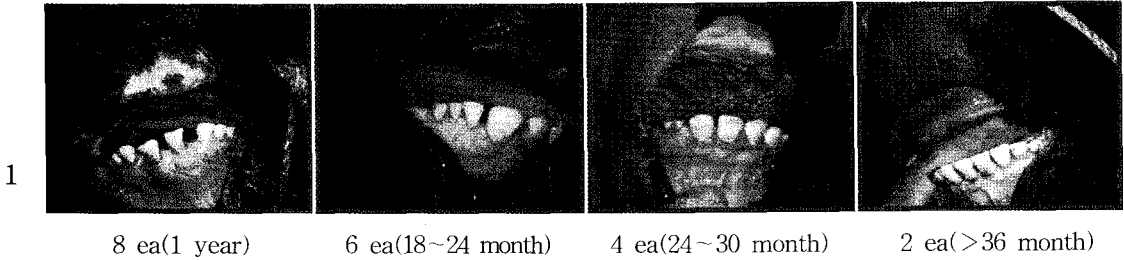 1
8 ea(1 year)
6 ea(18~24 month)
4 ea(24~30 month)
2 ea(>36 month)